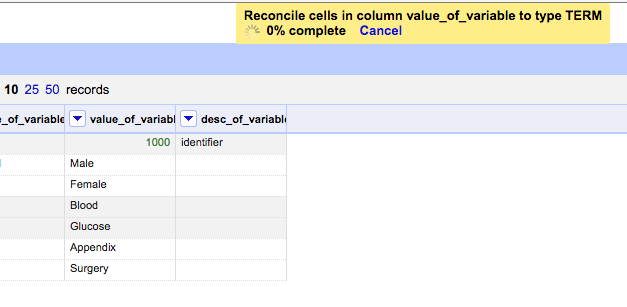 Reconcile cells in column value_of_variable to type TERM
0% complete Cancel
10 25 50 records
e_of_variable value_of_variabl desc_of_variabl
1000 identifier
Male
Female
Blood
Glucose
Appendix
Surgery